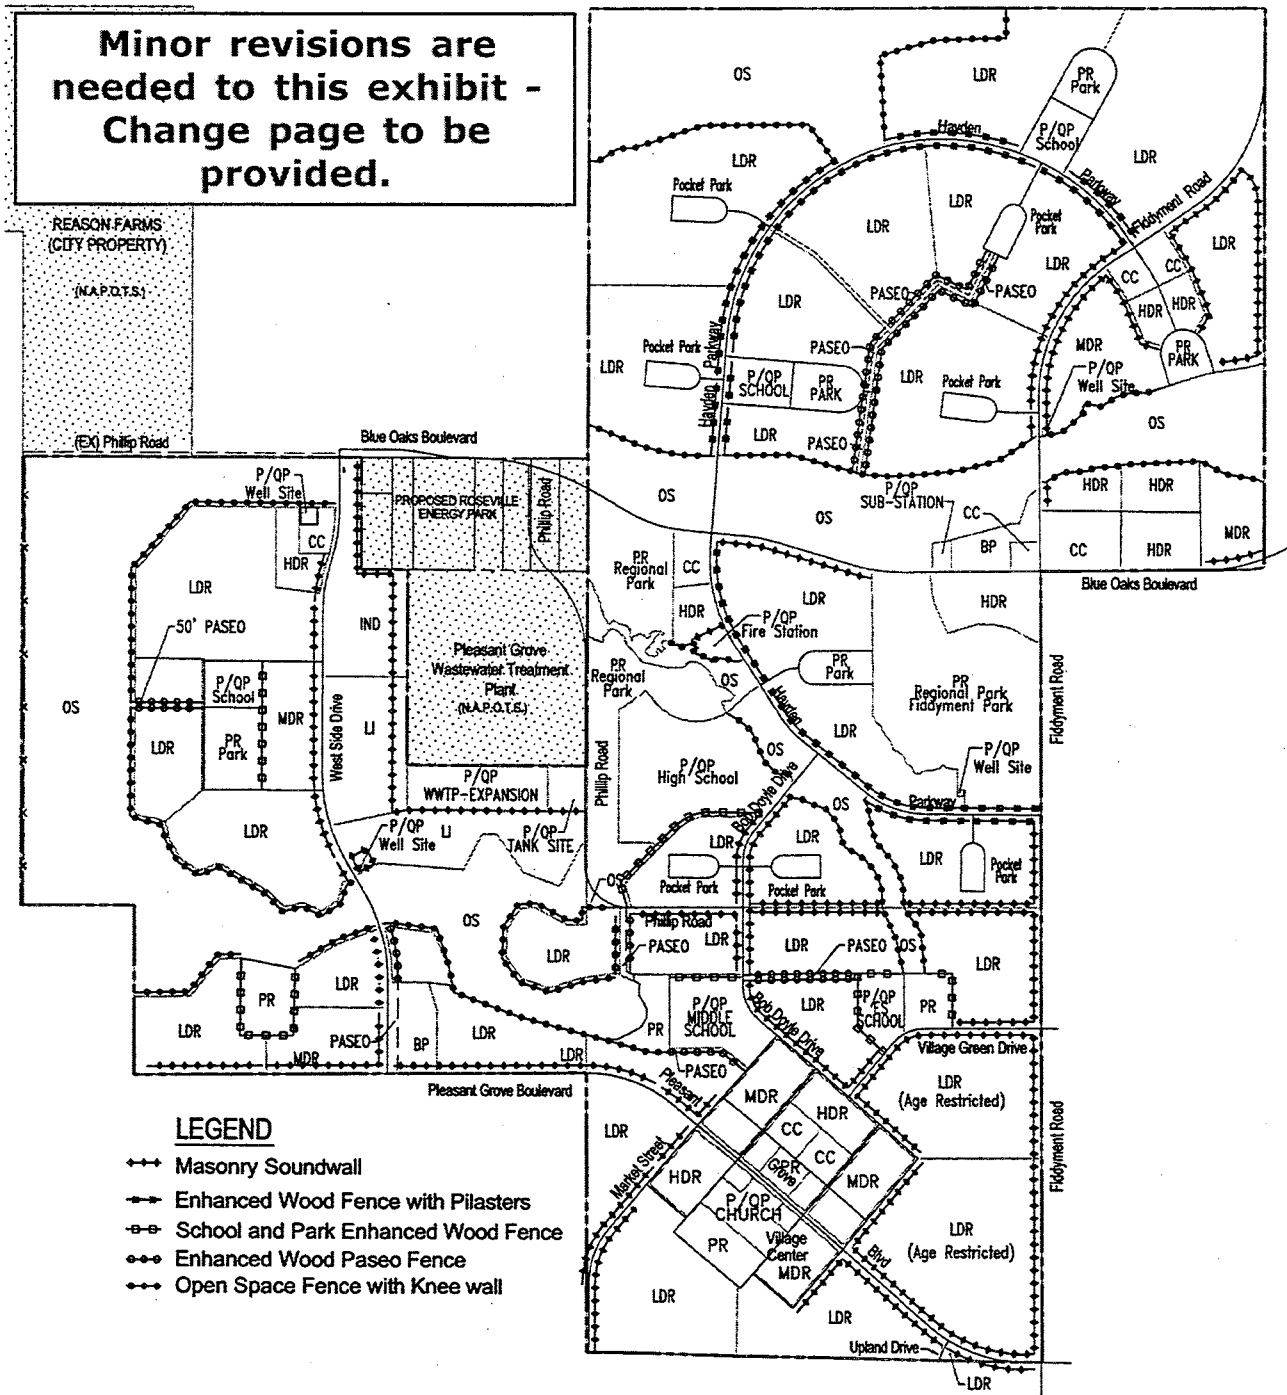 Minor revisions are
needed to this exhibit -
Change page to be
provided.
REASON FARMS
(CITY PROPERTY)
(N.A.P.O.T.S.)
(EX) Phillip Road
OS
LDR
PR
Park
P/QP
School
Hayden
Parkway
Fiddyment Road
LDR
LDR
LDR
LDR
Pocket Park
Pocket
Park
LDR
LDR
CC
CC
HDR
HDR
PR
PARK
PASEO
PASEO
LDR
PASEO
MDR
P/QP
Well Site
Pocket Park
Hayden Parkway
LDR
P/QP
SCHOOL
PR
PARK
LDR
Pocket Park
LDR
PASEO
OS
Blue Oaks Boulevard
P/QP
Well Site
CC
HDR
LDR
50' PASEO
P/QP
School
PR
Park
MDR
LDR
OS
LDR
West Side Drive
IND
LI
PROPOSED ROSEVILLE
ENERGY PARK
Phillip Road
Pleasant Grove
Wastewater Treatment
Plant
(N.A.P.O.T.S.)
P/QP
WWTP-EXPANSION
P/QP
Well Site
LI
P/QP
TANK SITE
OS
OS
P/QP
SUB-STATION
CC
BP
HDR
HDR
CC
HDR
MDR
Blue Oaks Boulevard
PR
Regional
Park
CC
HDR
LDR
P/QP
Fire Station
HDR
PR
Regional
Park
OS
PR
Park
PR
Regional Park
Fiddyment Park
Fiddyment Road
Hayden
LDR
OS
P/QP
High School
Phillip Road
Bob Doyle Drive
P/QP
Well Site
Parkway
OS
LDR
LDR
LDR
Pocket Park
Pocket Park
Pocket
Park
OS
OS
Phillip Road
LDR
PASEO
LDR
LDR
PASEO
OS
LDR
PR
LDR
LDR
MDR
PASEO
BP
LDR
LDR
PR
P/QP
MIDDLE
SCHOOL
Bob Doyle Drive
LDR
P/QP
ES
SCHOOL
PR
Village Green Drive
PASEO
Pleasant Grove Boulevard
Pleasant
LDR
(Age Restricted)
MDR
HDR
CC
CC
PR
Grove
MDR
LDR
Market Street
HDR
P/QP
CHURCH
PR
Village
Center
MDR
Blvd
LDR
(Age Restricted)
Fiddyment Road
LDR
LDR
Upland Drive
LDR
LEGEND
Masonry Soundwall
Enhanced Wood Fence with Pilasters
School and Park Enhanced Wood Fence
Enhanced Wood Paseo Fence
Open Space Fence with Knee wall